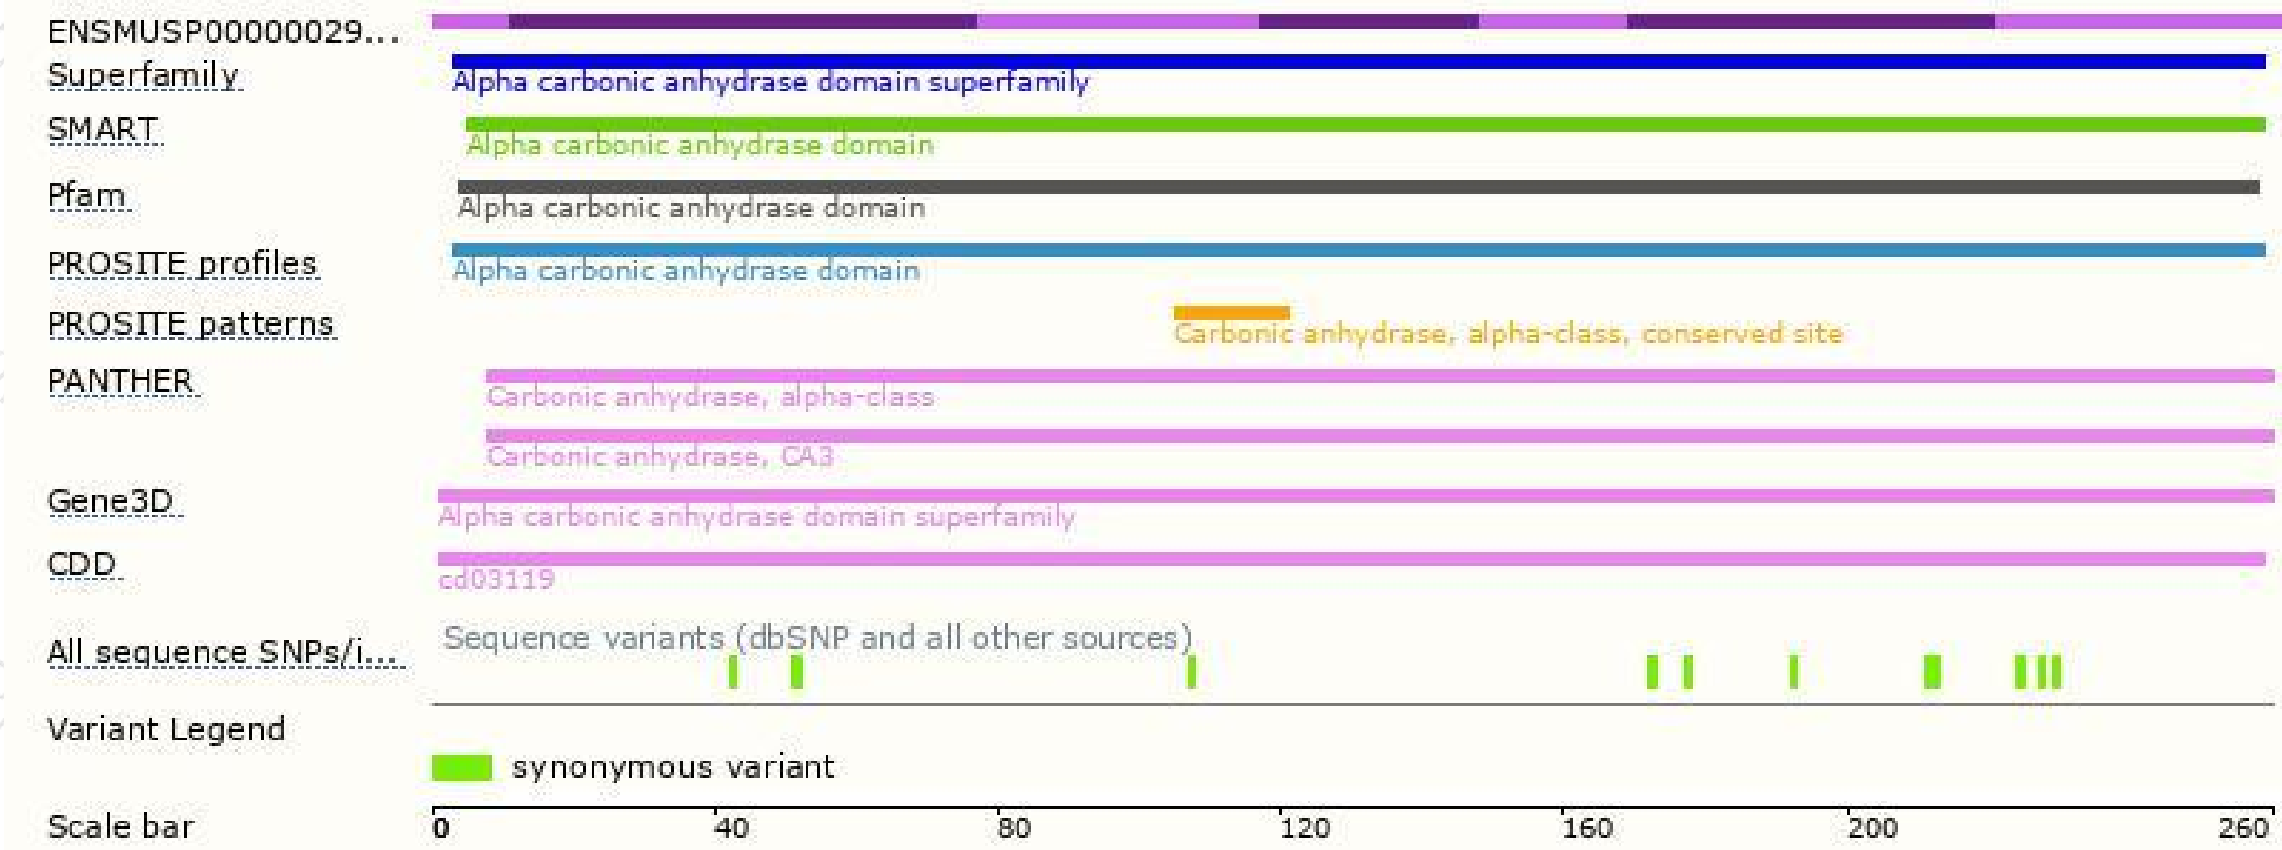 ENSMUSP00000029...
Superfamily
Alpha carbonic anhydrase domain superfamily
SMART
Alpha carbonic anhydrase domain
Pfam
Alpha carbonic anhydrase domain
PROSITE profiles
Alpha carbonic anhydrase domain
PROSITE patterns
Carbonic anhydrase, alpha-class, conserved site
PANTHER
Carbonic anhydrase, alpha-class
Carbonic anhydrase, CA3
Gene3D
Alpha carbonic anhydrase domain superfamily
CDD
cd03119
Sequence variants (dbSNP and all other sources)
All sequence SNPs/i...
Variant Legend
synonymous variant
Scale bar 0 40 80 120 160 200 260